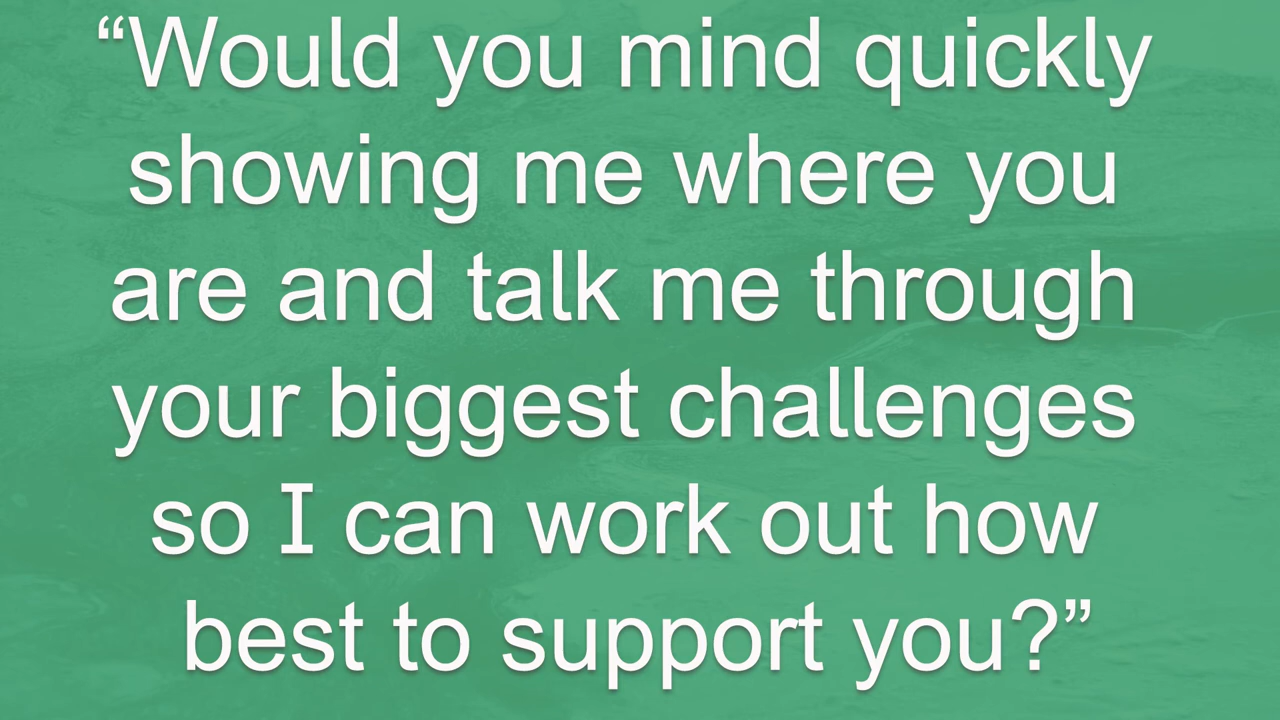 “Would you mind quickly
showing me where you
are and talk me through
your biggest challenges
so I can work out how
best to support you?”